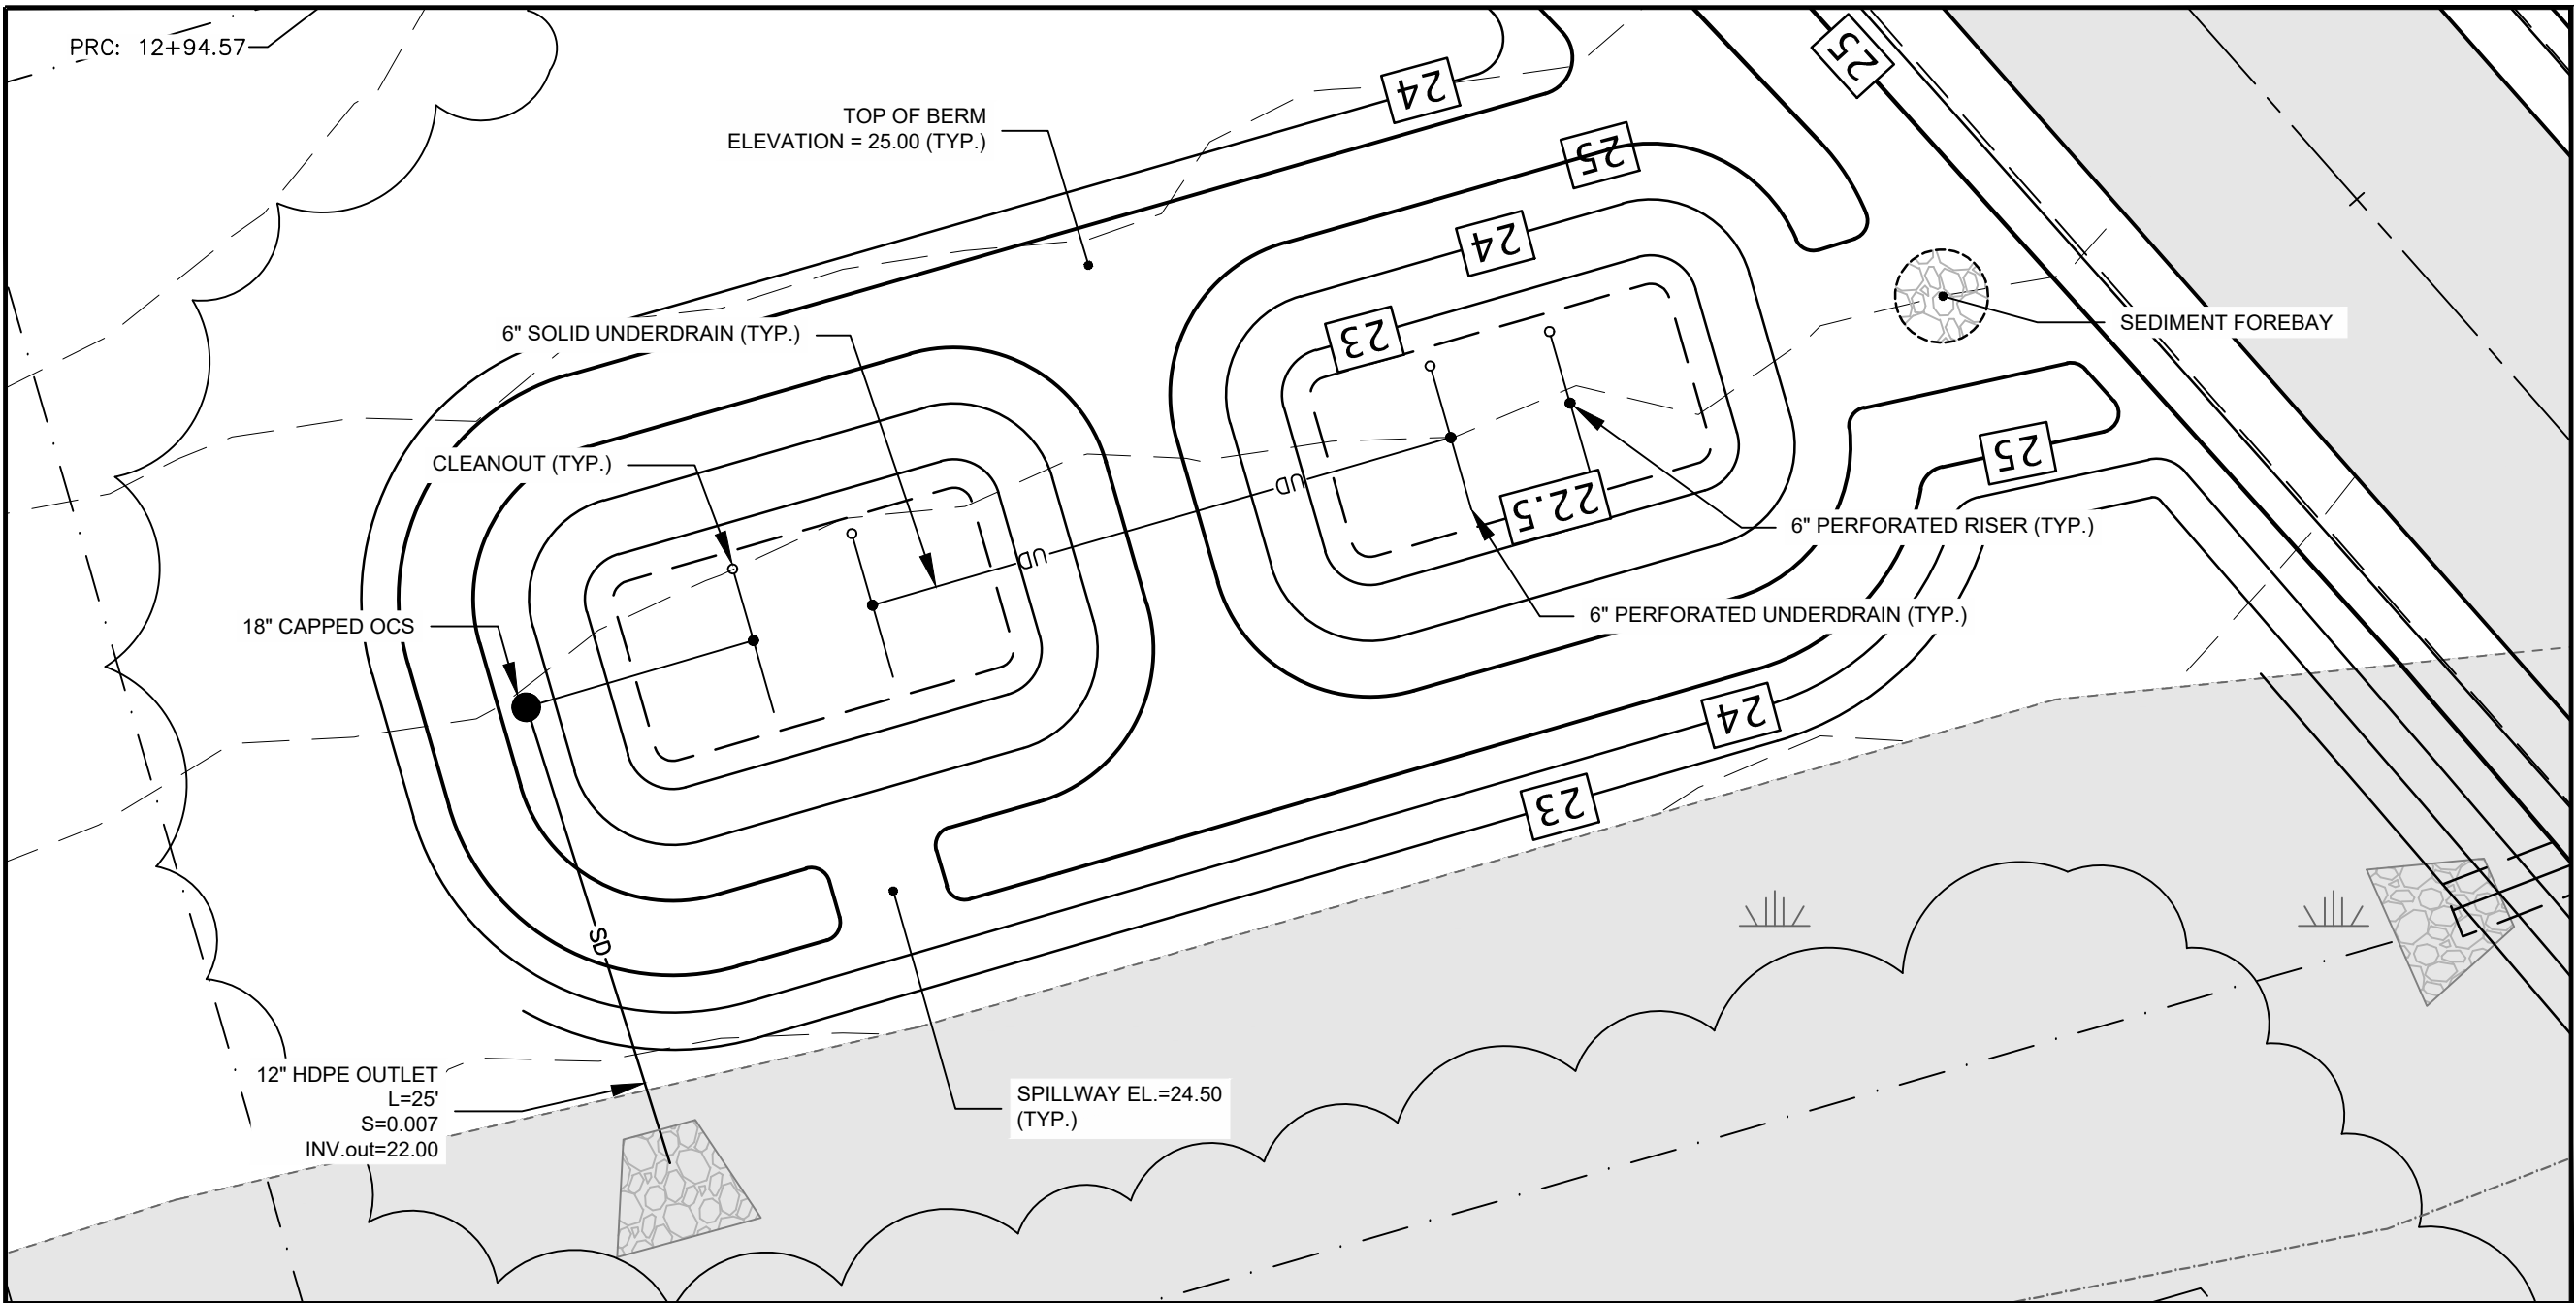 PRC: 12+94.57
TOP OF BERM
ELEVATION = 25.00 (TYP.)
24
25
25
24
23
6" SOLID UNDERDRAIN (TYP.)
SEDIMENT FOREBAY
CLEANOUT (TYP.)
25
UD
22.5
6" PERFORATED RISER (TYP.)
UD
18" CAPPED OCS
6" PERFORATED UNDERDRAIN (TYP.)
24
23
SD
12" HDPE OUTLET
L=25'
S=0.007
INV.out=22.00
SPILLWAY EL.=24.50
(TYP.)